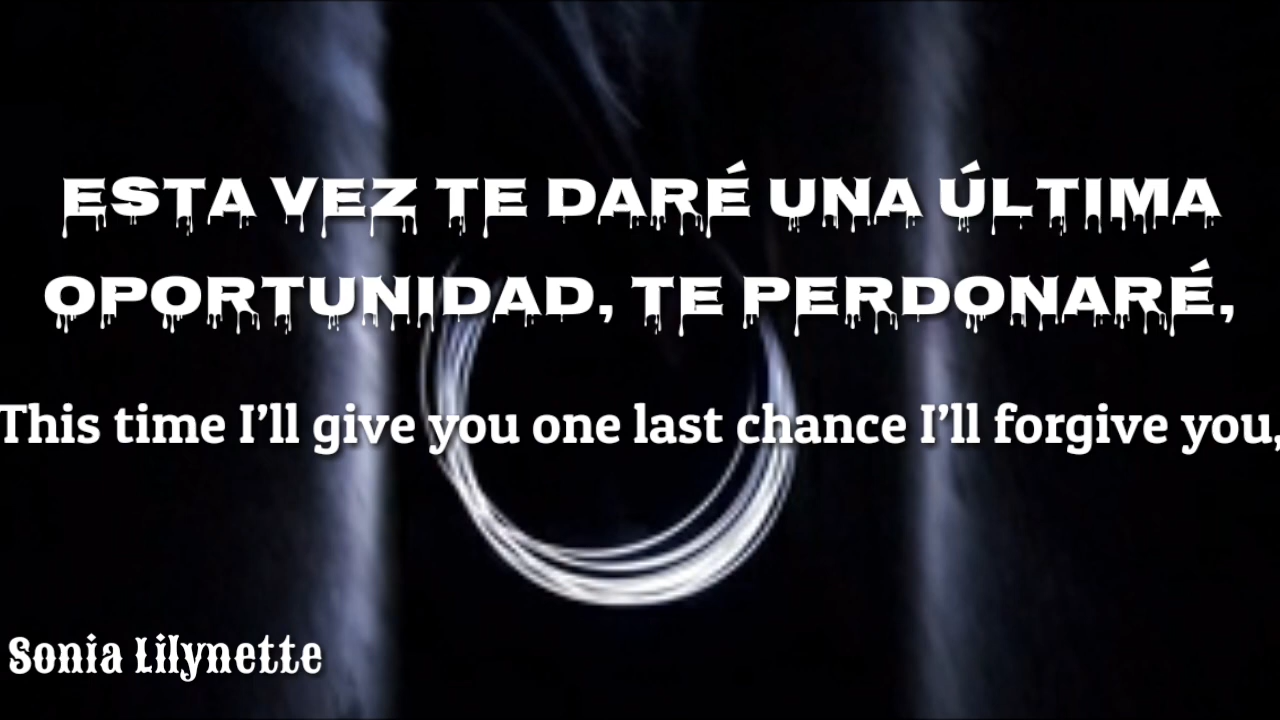 ESTA VEZ TE DARÉ UNA ÚLTIMA
OPORTUNIDAD, TE PERDONARÉ,
This time I’ll give you one last chance I’ll forgive you,
Sonia Lilynette